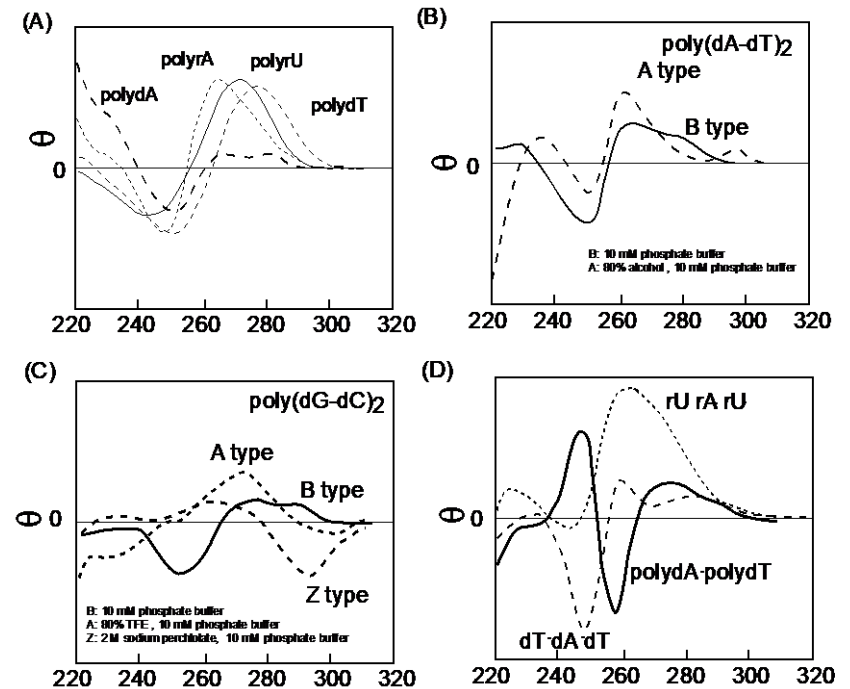 (A)
polyrA polyrU
polydA
polydT
θ
0
220 240 260 280 300 320
(B)
poly(dA-dT)2
A type
B type
θ 0
B: 10 mM phosphate buffer
A: 80% alcohol , 10 mM phosphate buffer
220 240 260 280 300 320
(C)
poly(dG-dC)2
A type
B type
θ 0
Z type
B: 10 mM phosphate buffer
A: 80% TFE , 10 mM phosphate buffer
Z: 2 M sodium perchlolate, 10 mM phosphate buffer
220 240 260 280 300 320
(D)
rU rA rU
θ 0
polydA-polydT
dT-dA-dT
220 240 260 280 300 320